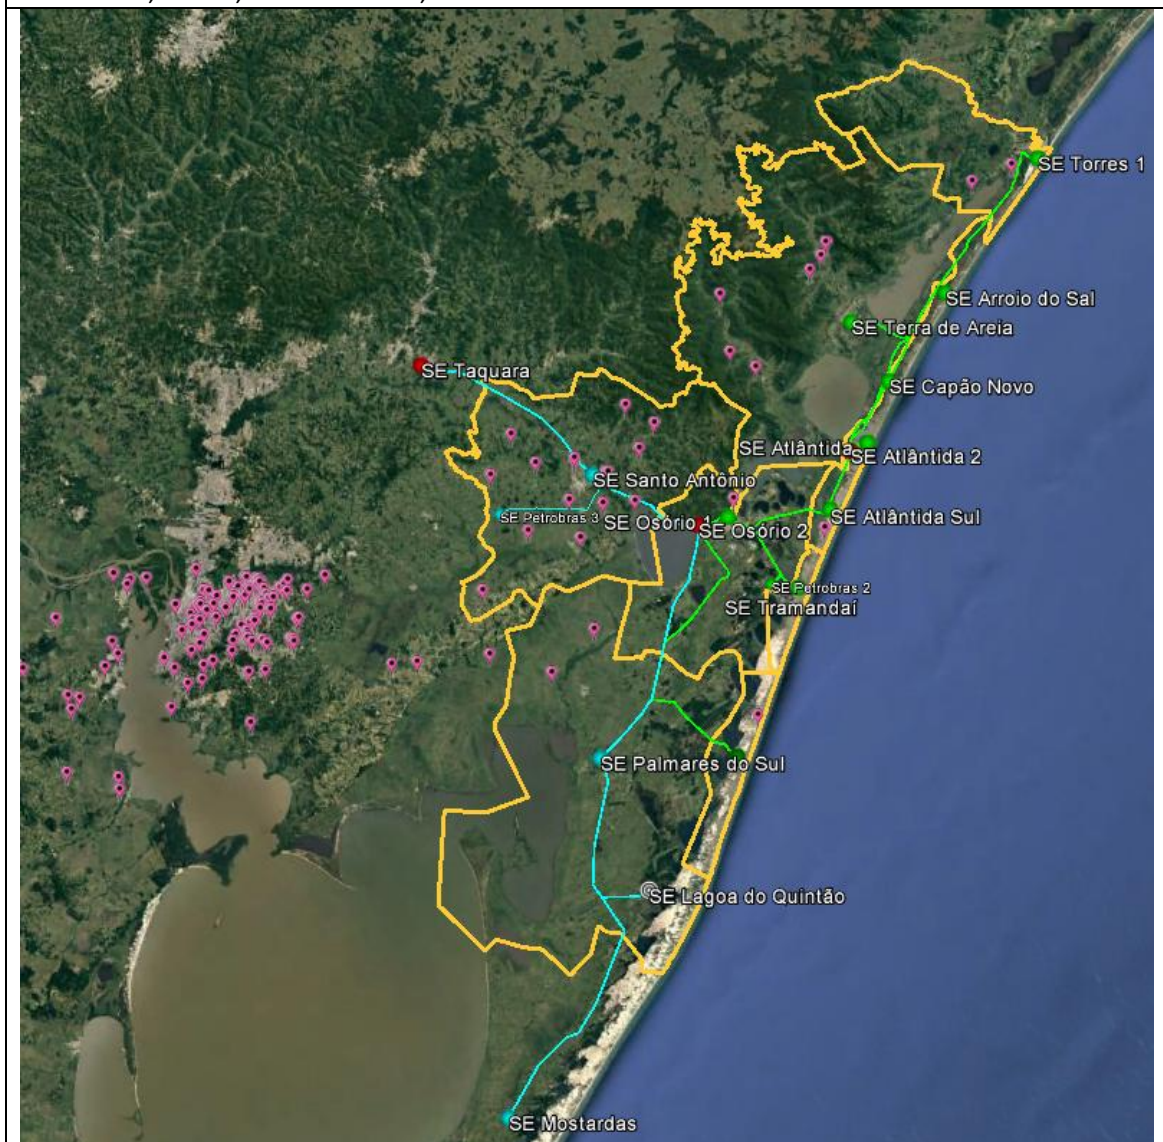 SE Torres 1
SE Arroio do Sal
SE Terra de Areia
SE Taquara
SE Capão Novo
SE Atlântida
SE Atlântida 2
SE Santo Antônio
SE Petrobras 3
SE Osório 1
SE Osório 2
SE Atlântida Sul
SE Petrobras 2
SE Tramandaí
SE Palmares do Sul
SE Lagoa do Quintão
SE Mostardas